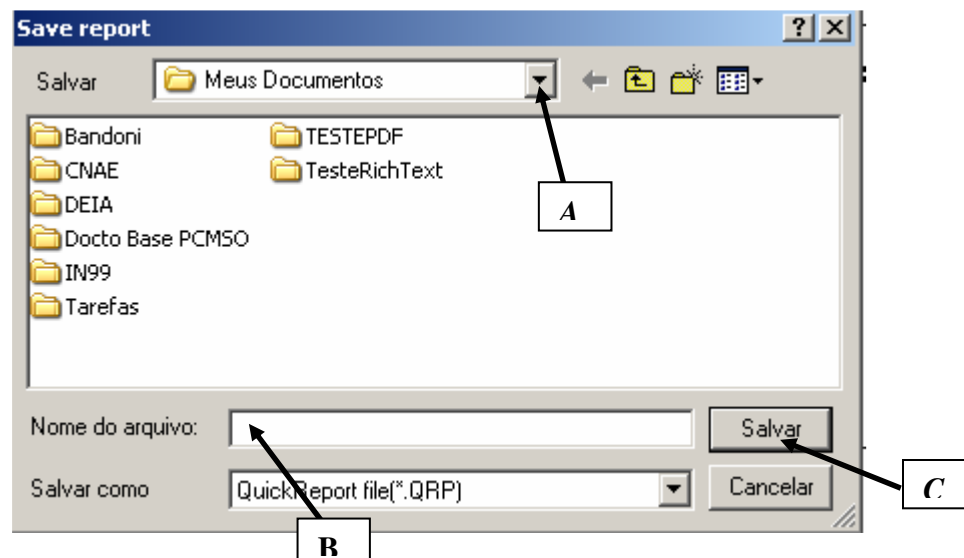 Save report
Salvar Meus Documentos
Bandoni TESTEPDF
CNAE TesteRichText
DEIA
Docto Base PCMSO
IN99
Tarefas
A
Nome do arquivo: Salvar
Salvar como QuickReport file(*.QRP) Cancelar
C
B